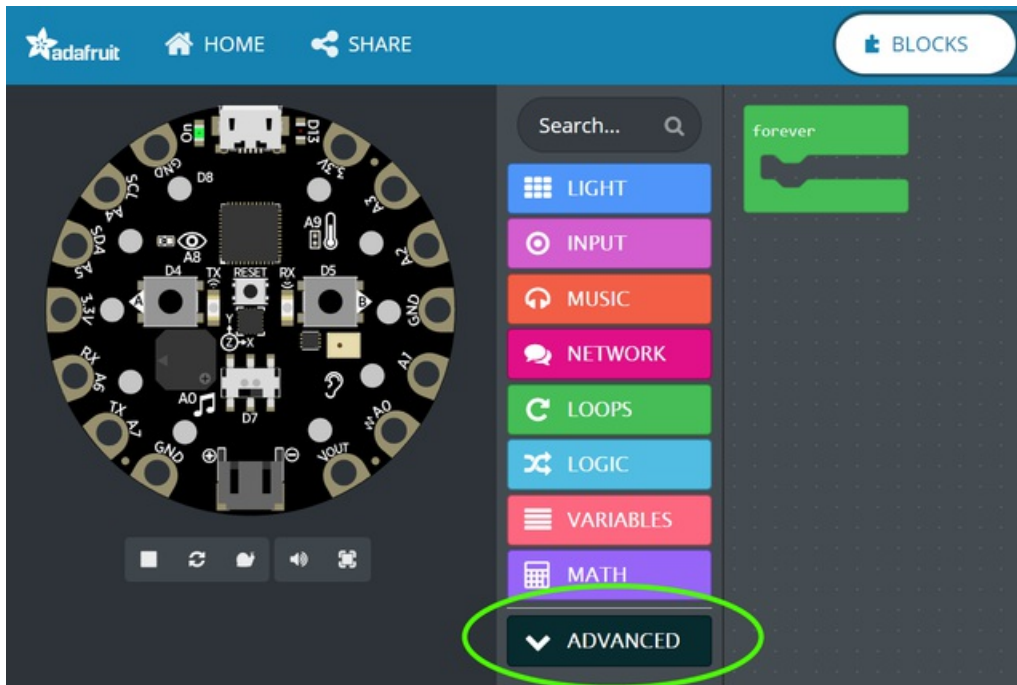 adafruit HOME SHARE BLOCKS
Search...
LIGHT
INPUT
MUSIC
NETWORK
LOOPS
LOGIC
VARIABLES
MATH
ADVANCED
forever
On D13
GND 3.3V
D8
SCL A4 A3
A9
SDA A5 A2
A8
D4 TX RESET RX D5
A B
3.3V GND
Y
Z X
RX A6 A1
A0
D7
TX A7 A0
GND VOUT